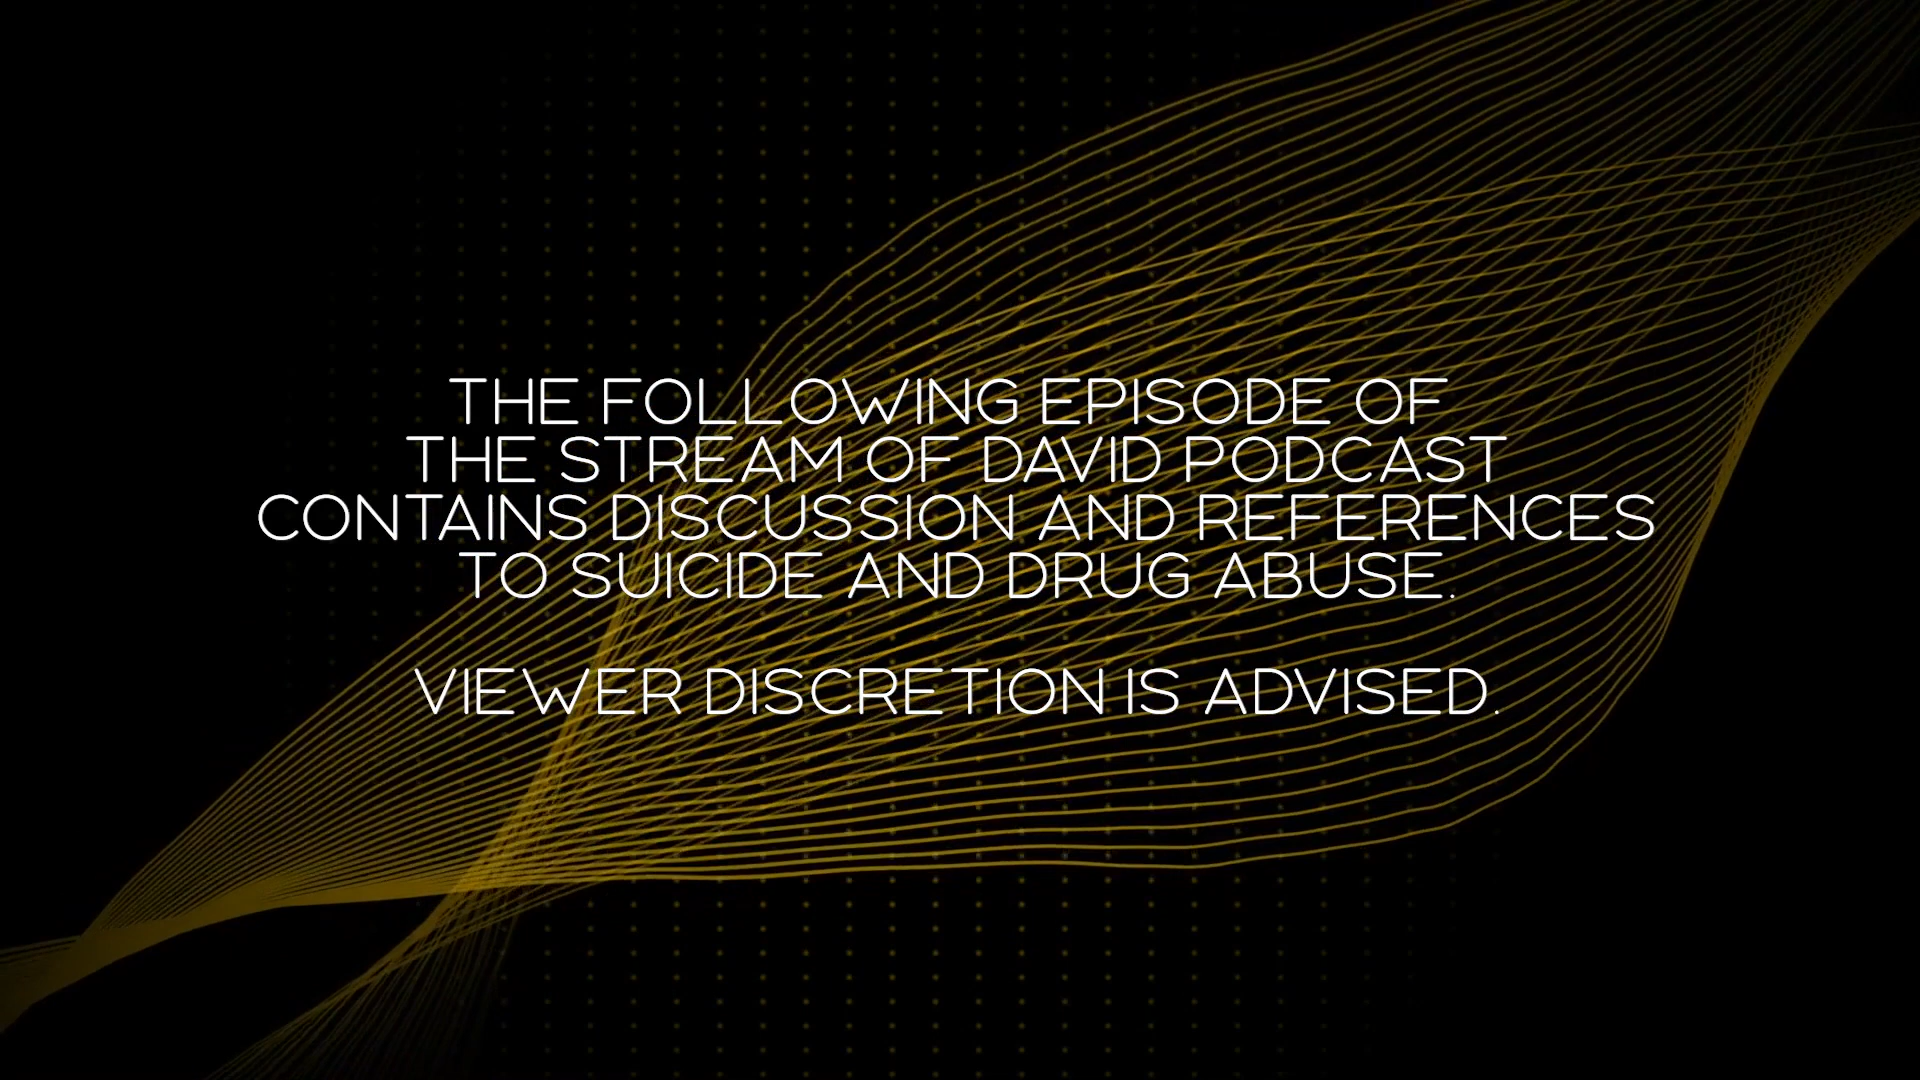 THE FOLLOWING EPISODE OF
THE STREAM OF DAVID PODCAST
CONTAINS DISCUSSION AND REFERENCES
TO SUICIDE AND DRUG ABUSE.
VIEWER DISCRETION IS ADVISED.